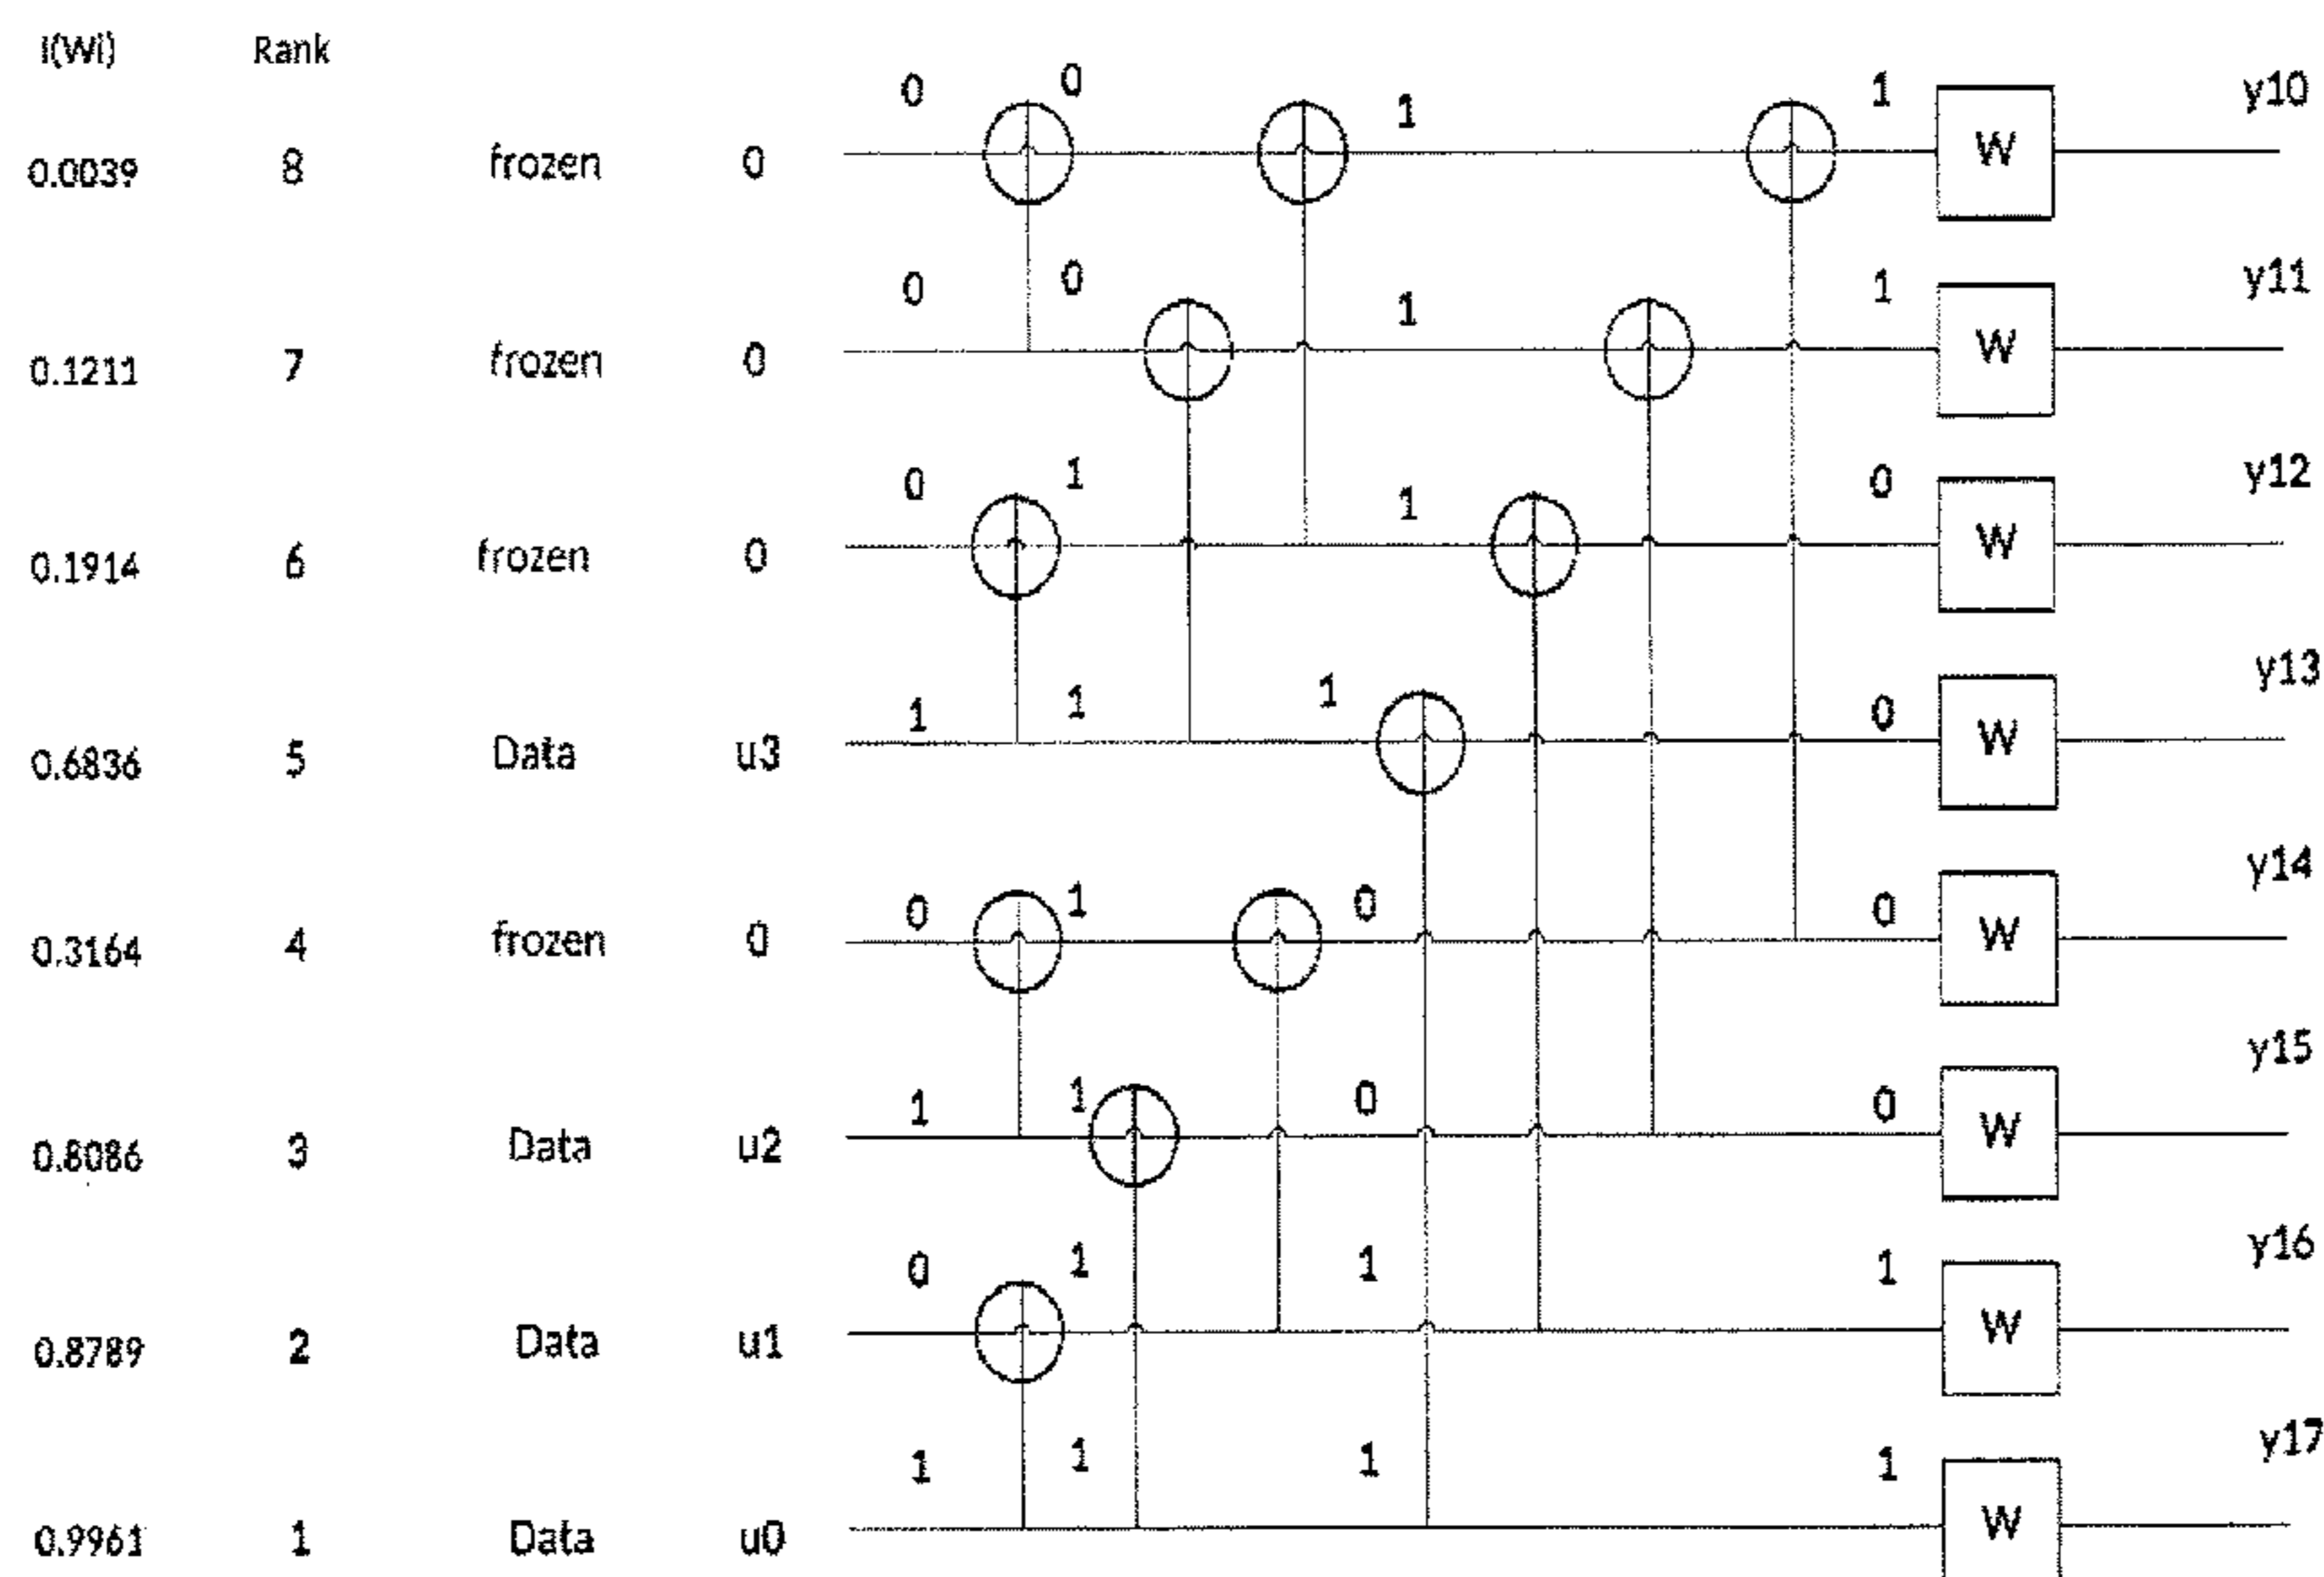 I(Wi) Rank
0 0 1 1 y10
0.0039 8 frozen 0 W
0 0 1 1 y11
0.1211 7 frozen 0 W
0 1 1 0 y12
0.1914 6 frozen 0 W
1 1 1 0 y13
0.6836 5 Data u3 W
0 1 0 0 y14
0.3164 4 frozen 0 W
1 1 0 0 y15
0.8086 3 Data u2 W
0 1 1 1 y16
0.8789 2 Data u1 W
1 1 1 1 y17
0.9961 1 Data u0 W